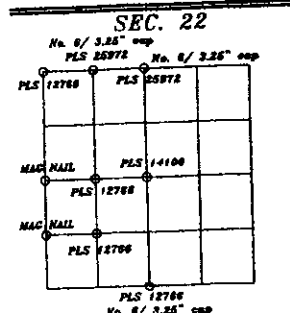 SEC. 22
No. 6/ 3.25" cap
PLS 25972
No. 6/ 3.25" cap
PLS 12766
PLS 25972
MAG NAIL
PLS 14100
PLS 12766
MAG NAIL
PLS 12766
PLS 12766
No. 6/ 3.25" cap